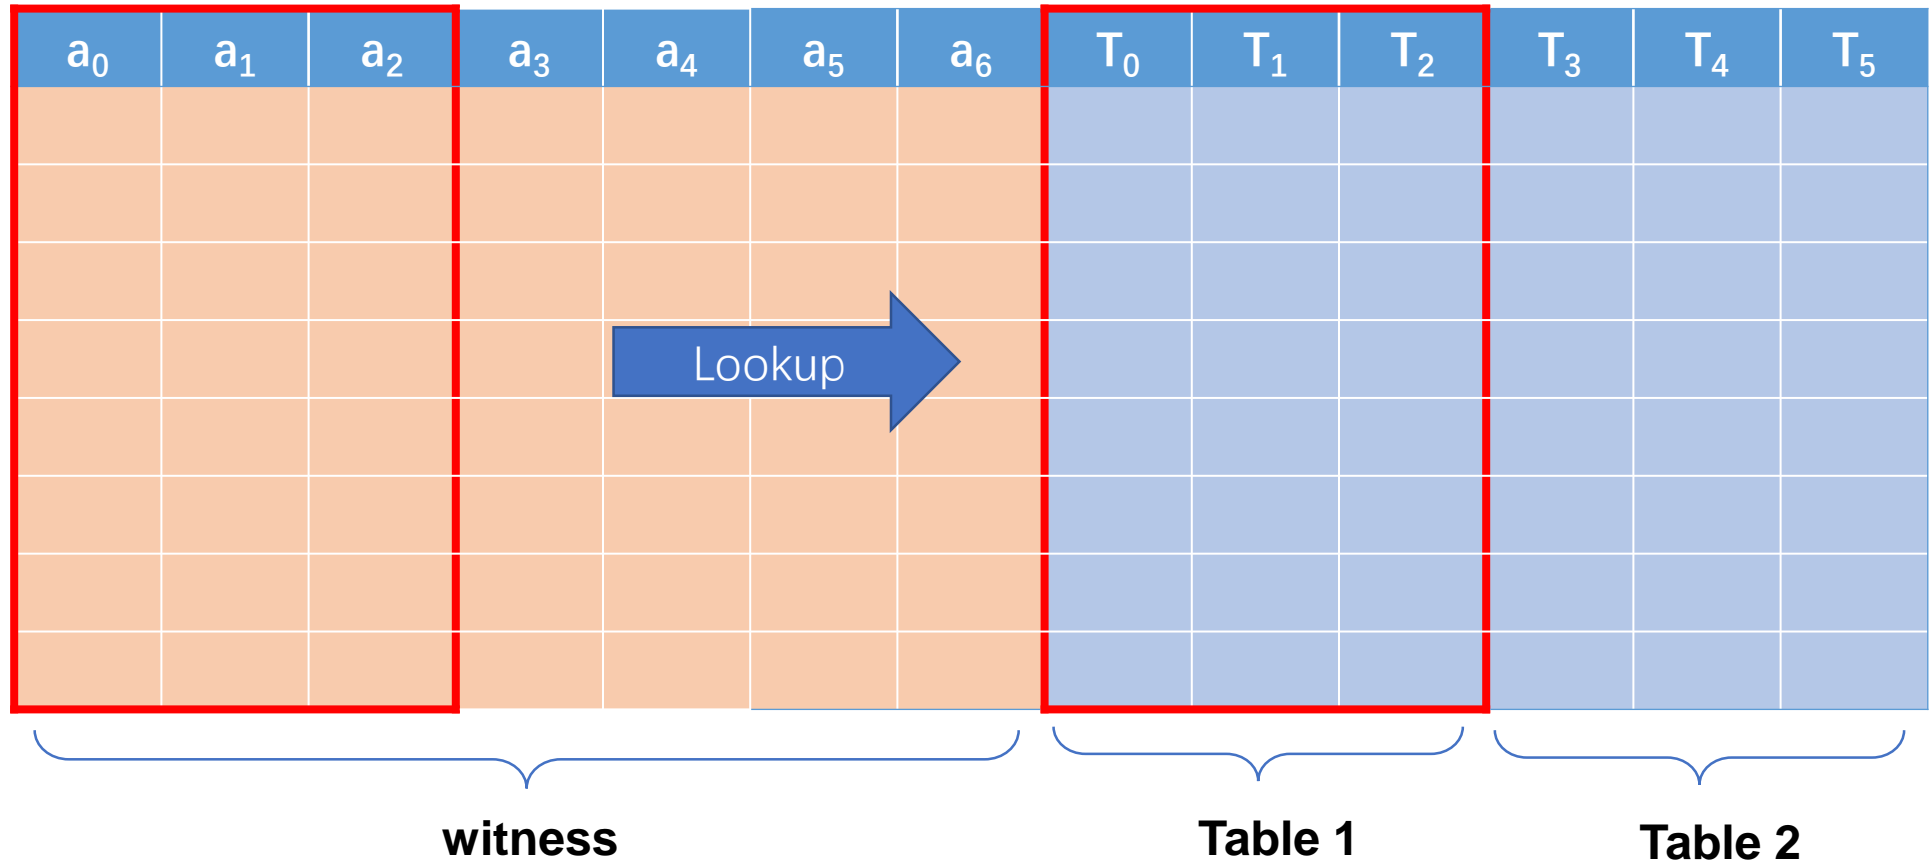 a₀ a₁ a₂ a₃ a₄ a₅ a₆ T₀ T₁ T₂ T₃ T₄ T₅
Lookup
witness Table 1 Table 2